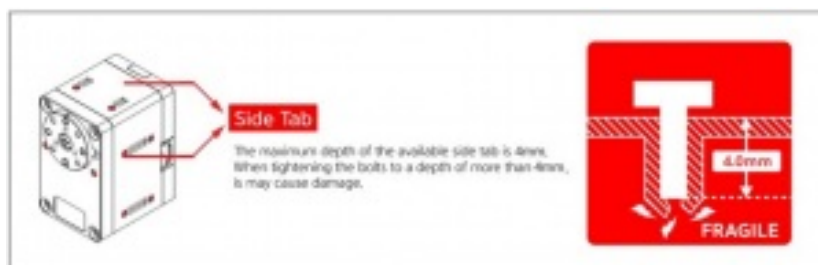 Side Tab
The maximum depth of the available side tab is 4mm.
When tightening the bolts to a depth of more than 4mm,
is may cause damage.
4.0mm
FRAGILE